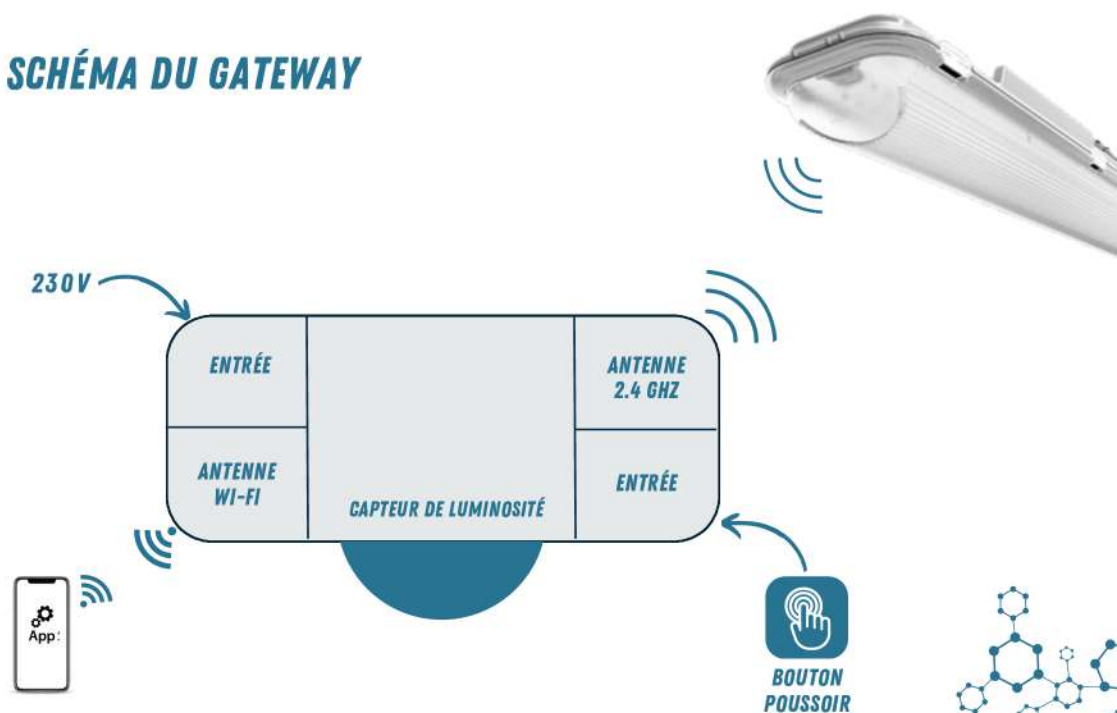 SCHÉMA DU GATEWAY
230V
ENTRÉE
ANTENNE
2.4 GHZ
ANTENNE
WI-FI
ENTRÉE
CAPTEUR DE LUMINOSITÉ
App
BOUTON
POUSSOIR